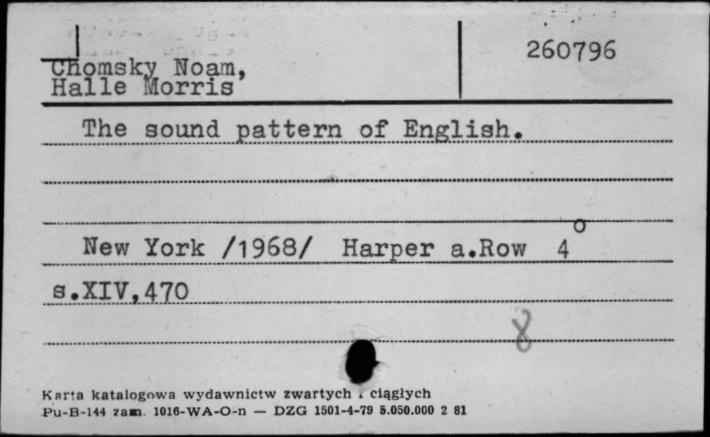 260796
Chomsky Noam,
Halle Morris
The sound pattern of English.
New York /1968/ Harper a.Row 4°
s.XIV,470
8
Karta katalogowa wydawnictw zwartych i ciągłych
Pu-B-144 zam. 1016-WA-O-n — DZG 1501-4-79 5.050.000 2 81